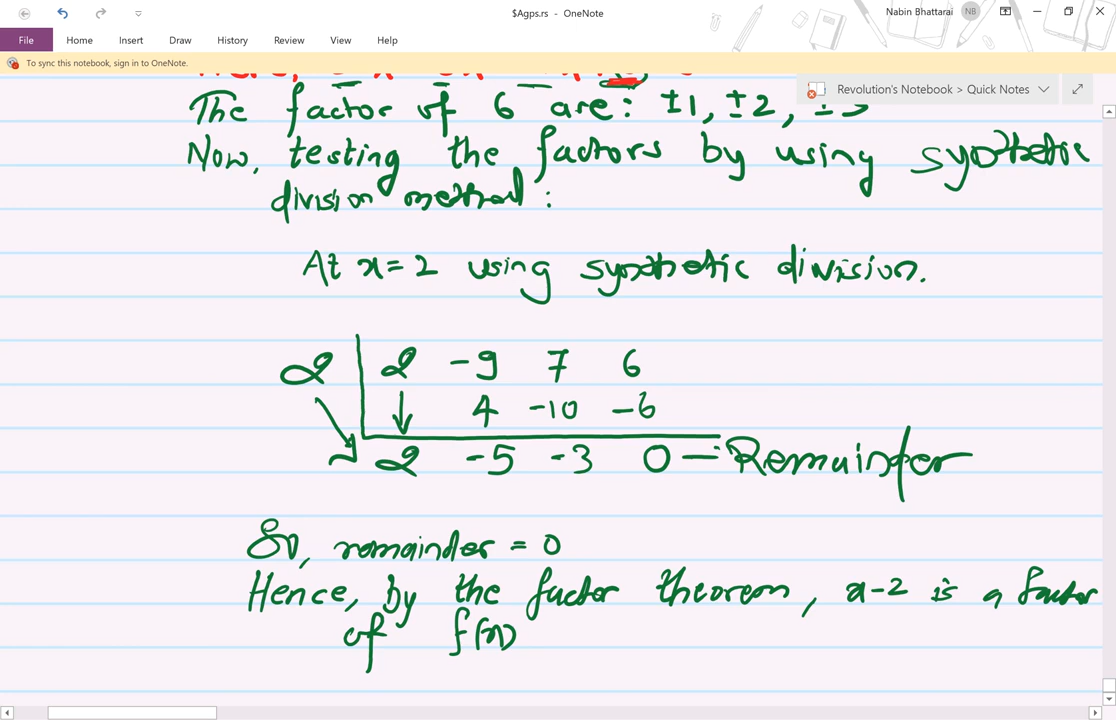 $Agps.rs - OneNote
Nabin Bhattarai NB
File Home Insert Draw History Review View Help
To sync this notebook, sign in to OneNote.
Revolution's Notebook > Quick Notes
The factor of 6 are: ±1, ±2, ±3
Now, testing the factors by using synthetic
division method:
At x=2 using synthetic division.
2 2 -9 7 6
4 -10 -6
2 -5 -3 0 — Remainder
So, remainder = 0
Hence, by the factor theorem, x-2 is a factor
of f(x)